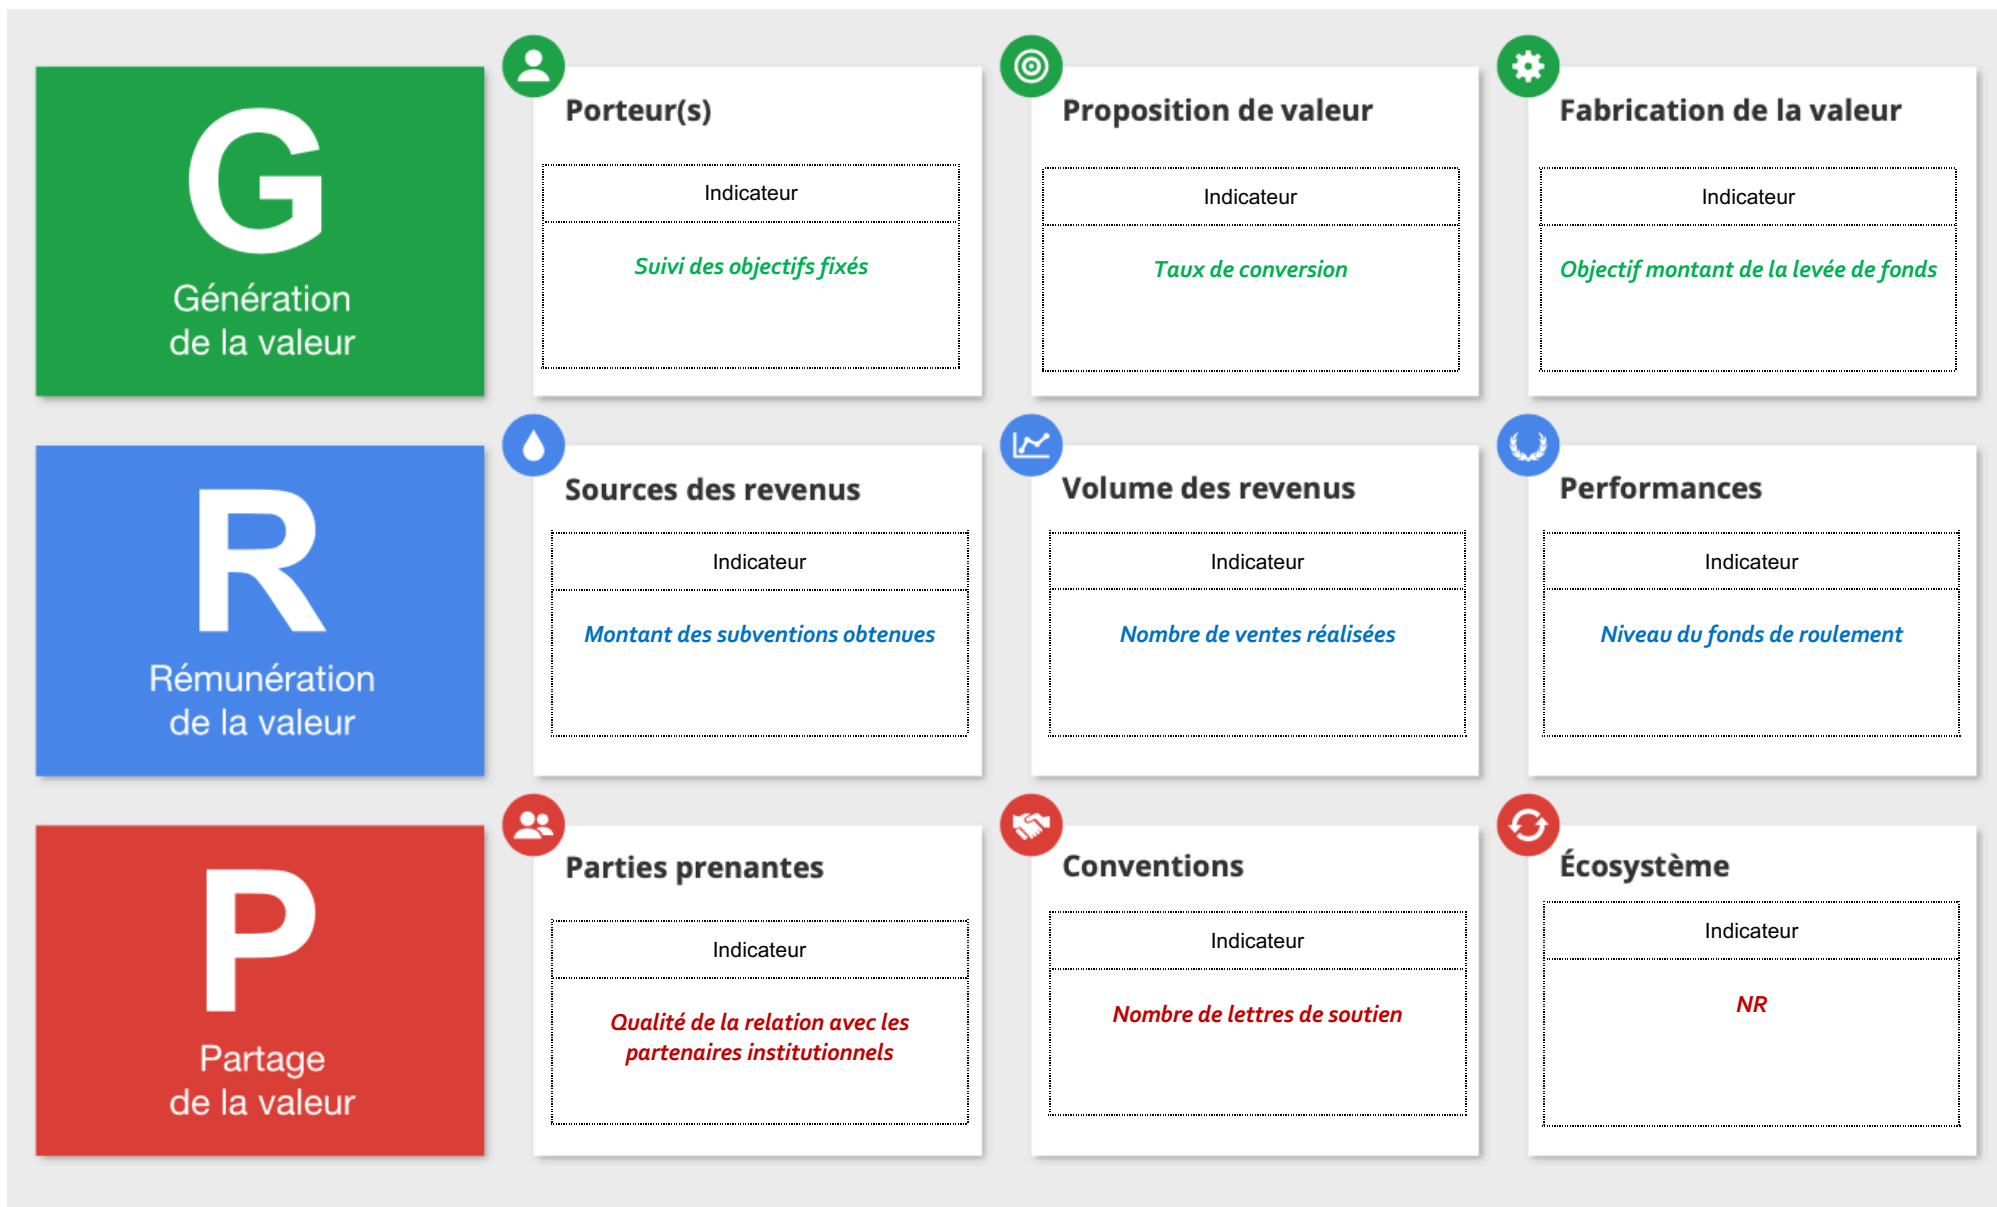 G
Génération
de la valeur
Porteur(s)
Indicateur
Suivi des objectifs fixés
Proposition de valeur
Indicateur
Taux de conversion
Fabrication de la valeur
Indicateur
Objectif montant de la levée de fonds
R
Rémunération
de la valeur
Sources des revenus
Indicateur
Montant des subventions obtenues
Volume des revenus
Indicateur
Nombre de ventes réalisées
Performances
Indicateur
Niveau du fonds de roulement
P
Partage
de la valeur
Parties prenantes
Indicateur
Qualité de la relation avec les
partenaires institutionnels
Conventions
Indicateur
Nombre de lettres de soutien
Écosystème
Indicateur
NR